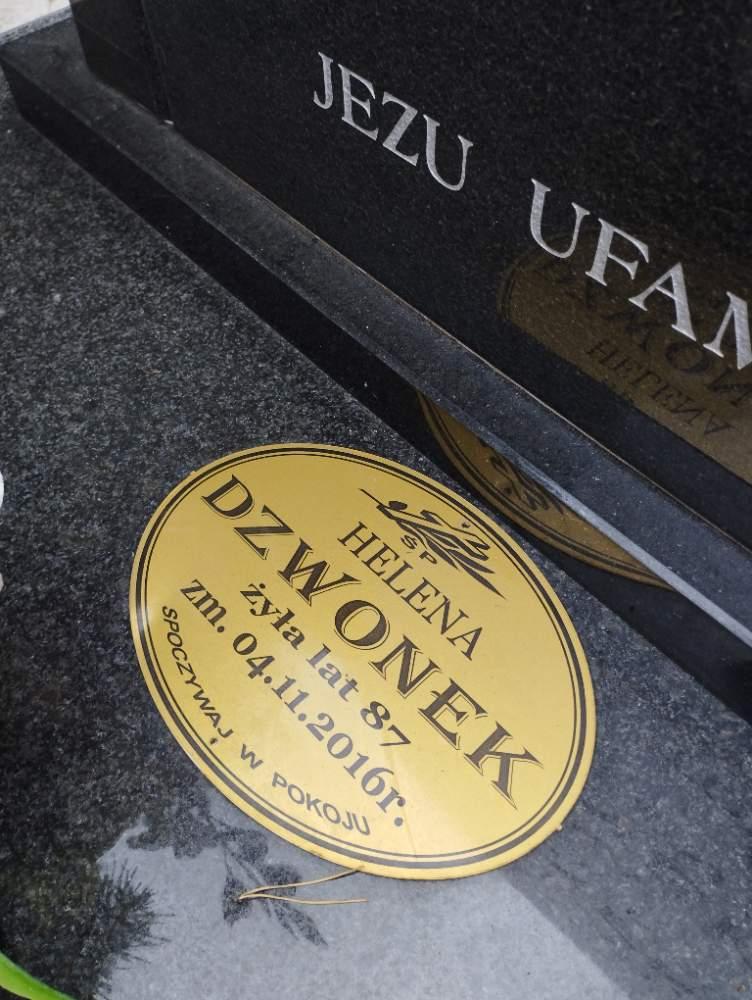 JEZU UFAM
ŚP
HELENA
DZWONEK
żyła lat 87
zm. 04.11.2016r.
SPOCZYWAJ W POKOJU